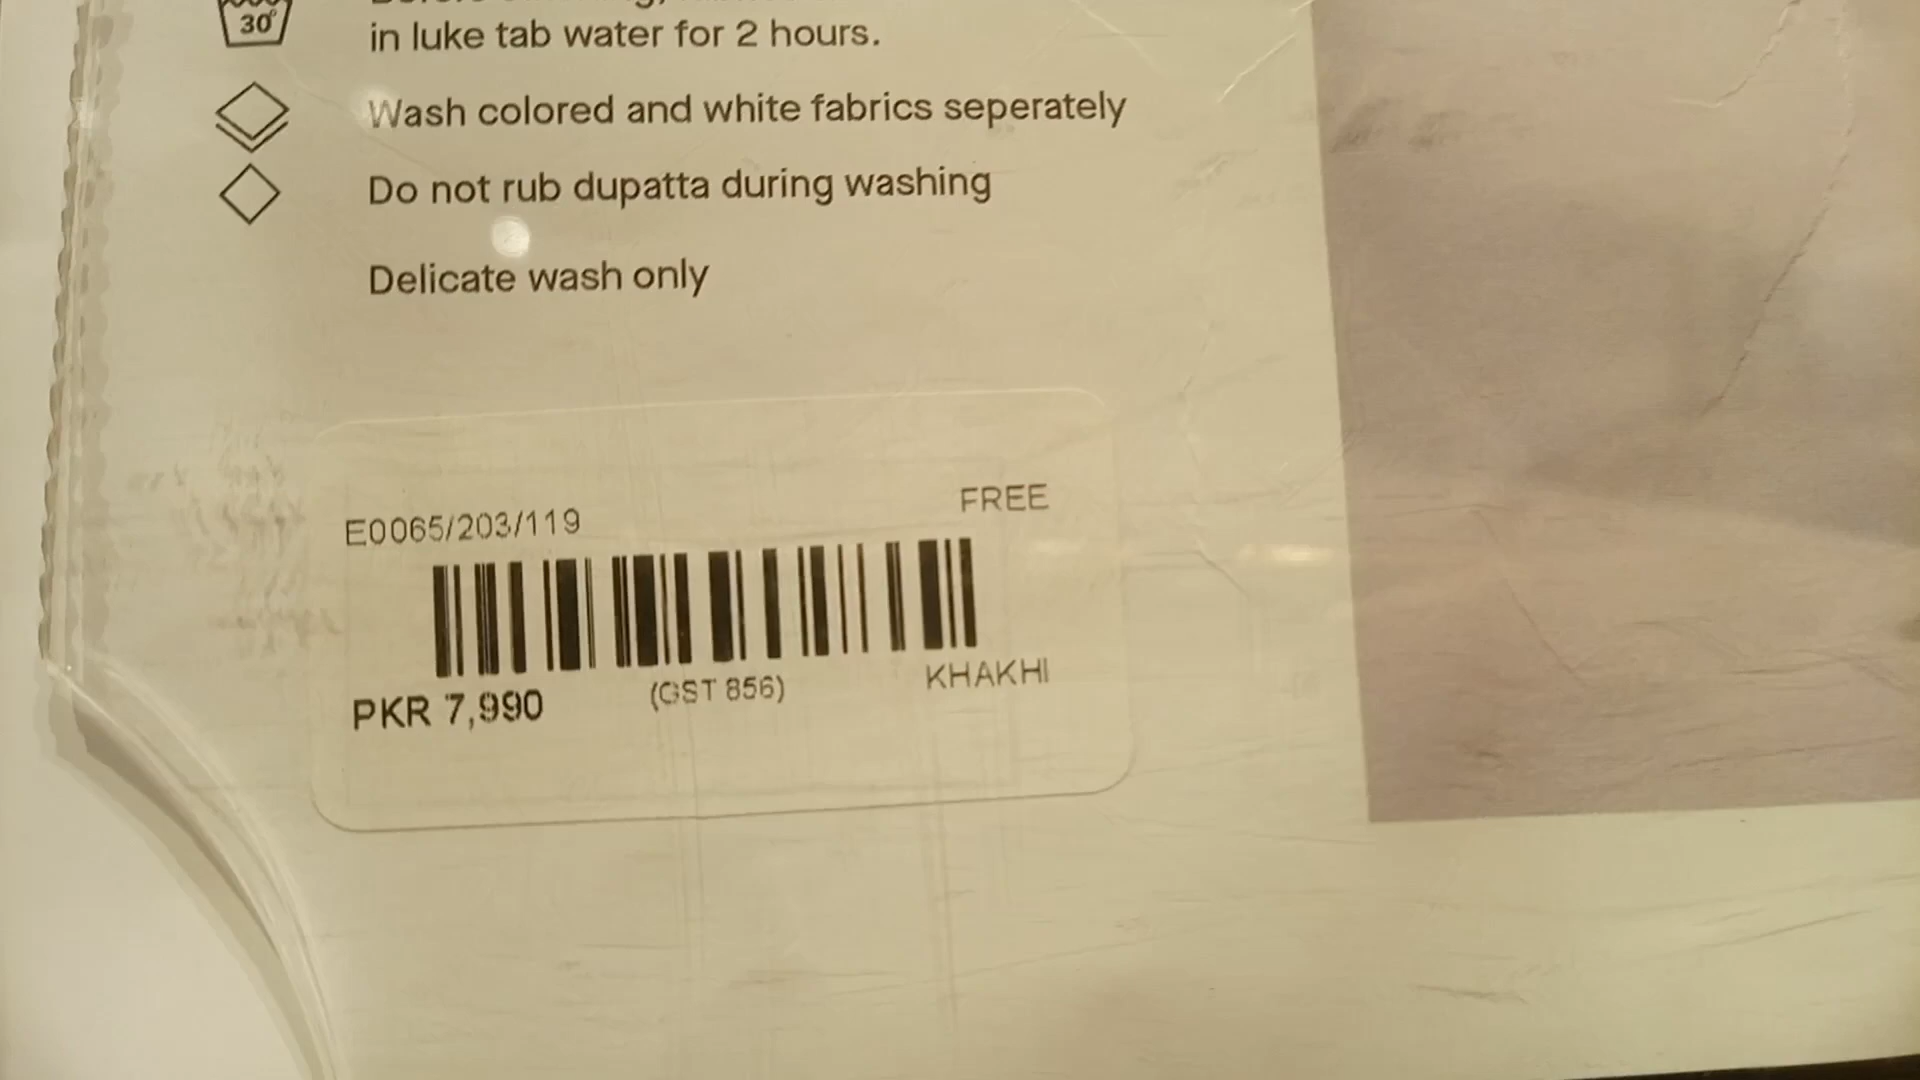 30°
in luke tab water for 2 hours.
Wash colored and white fabrics seperately
Do not rub dupatta during washing
Delicate wash only
E0065/203/119
FREE
PKR 7,990
(GST 856)
KHAKHI